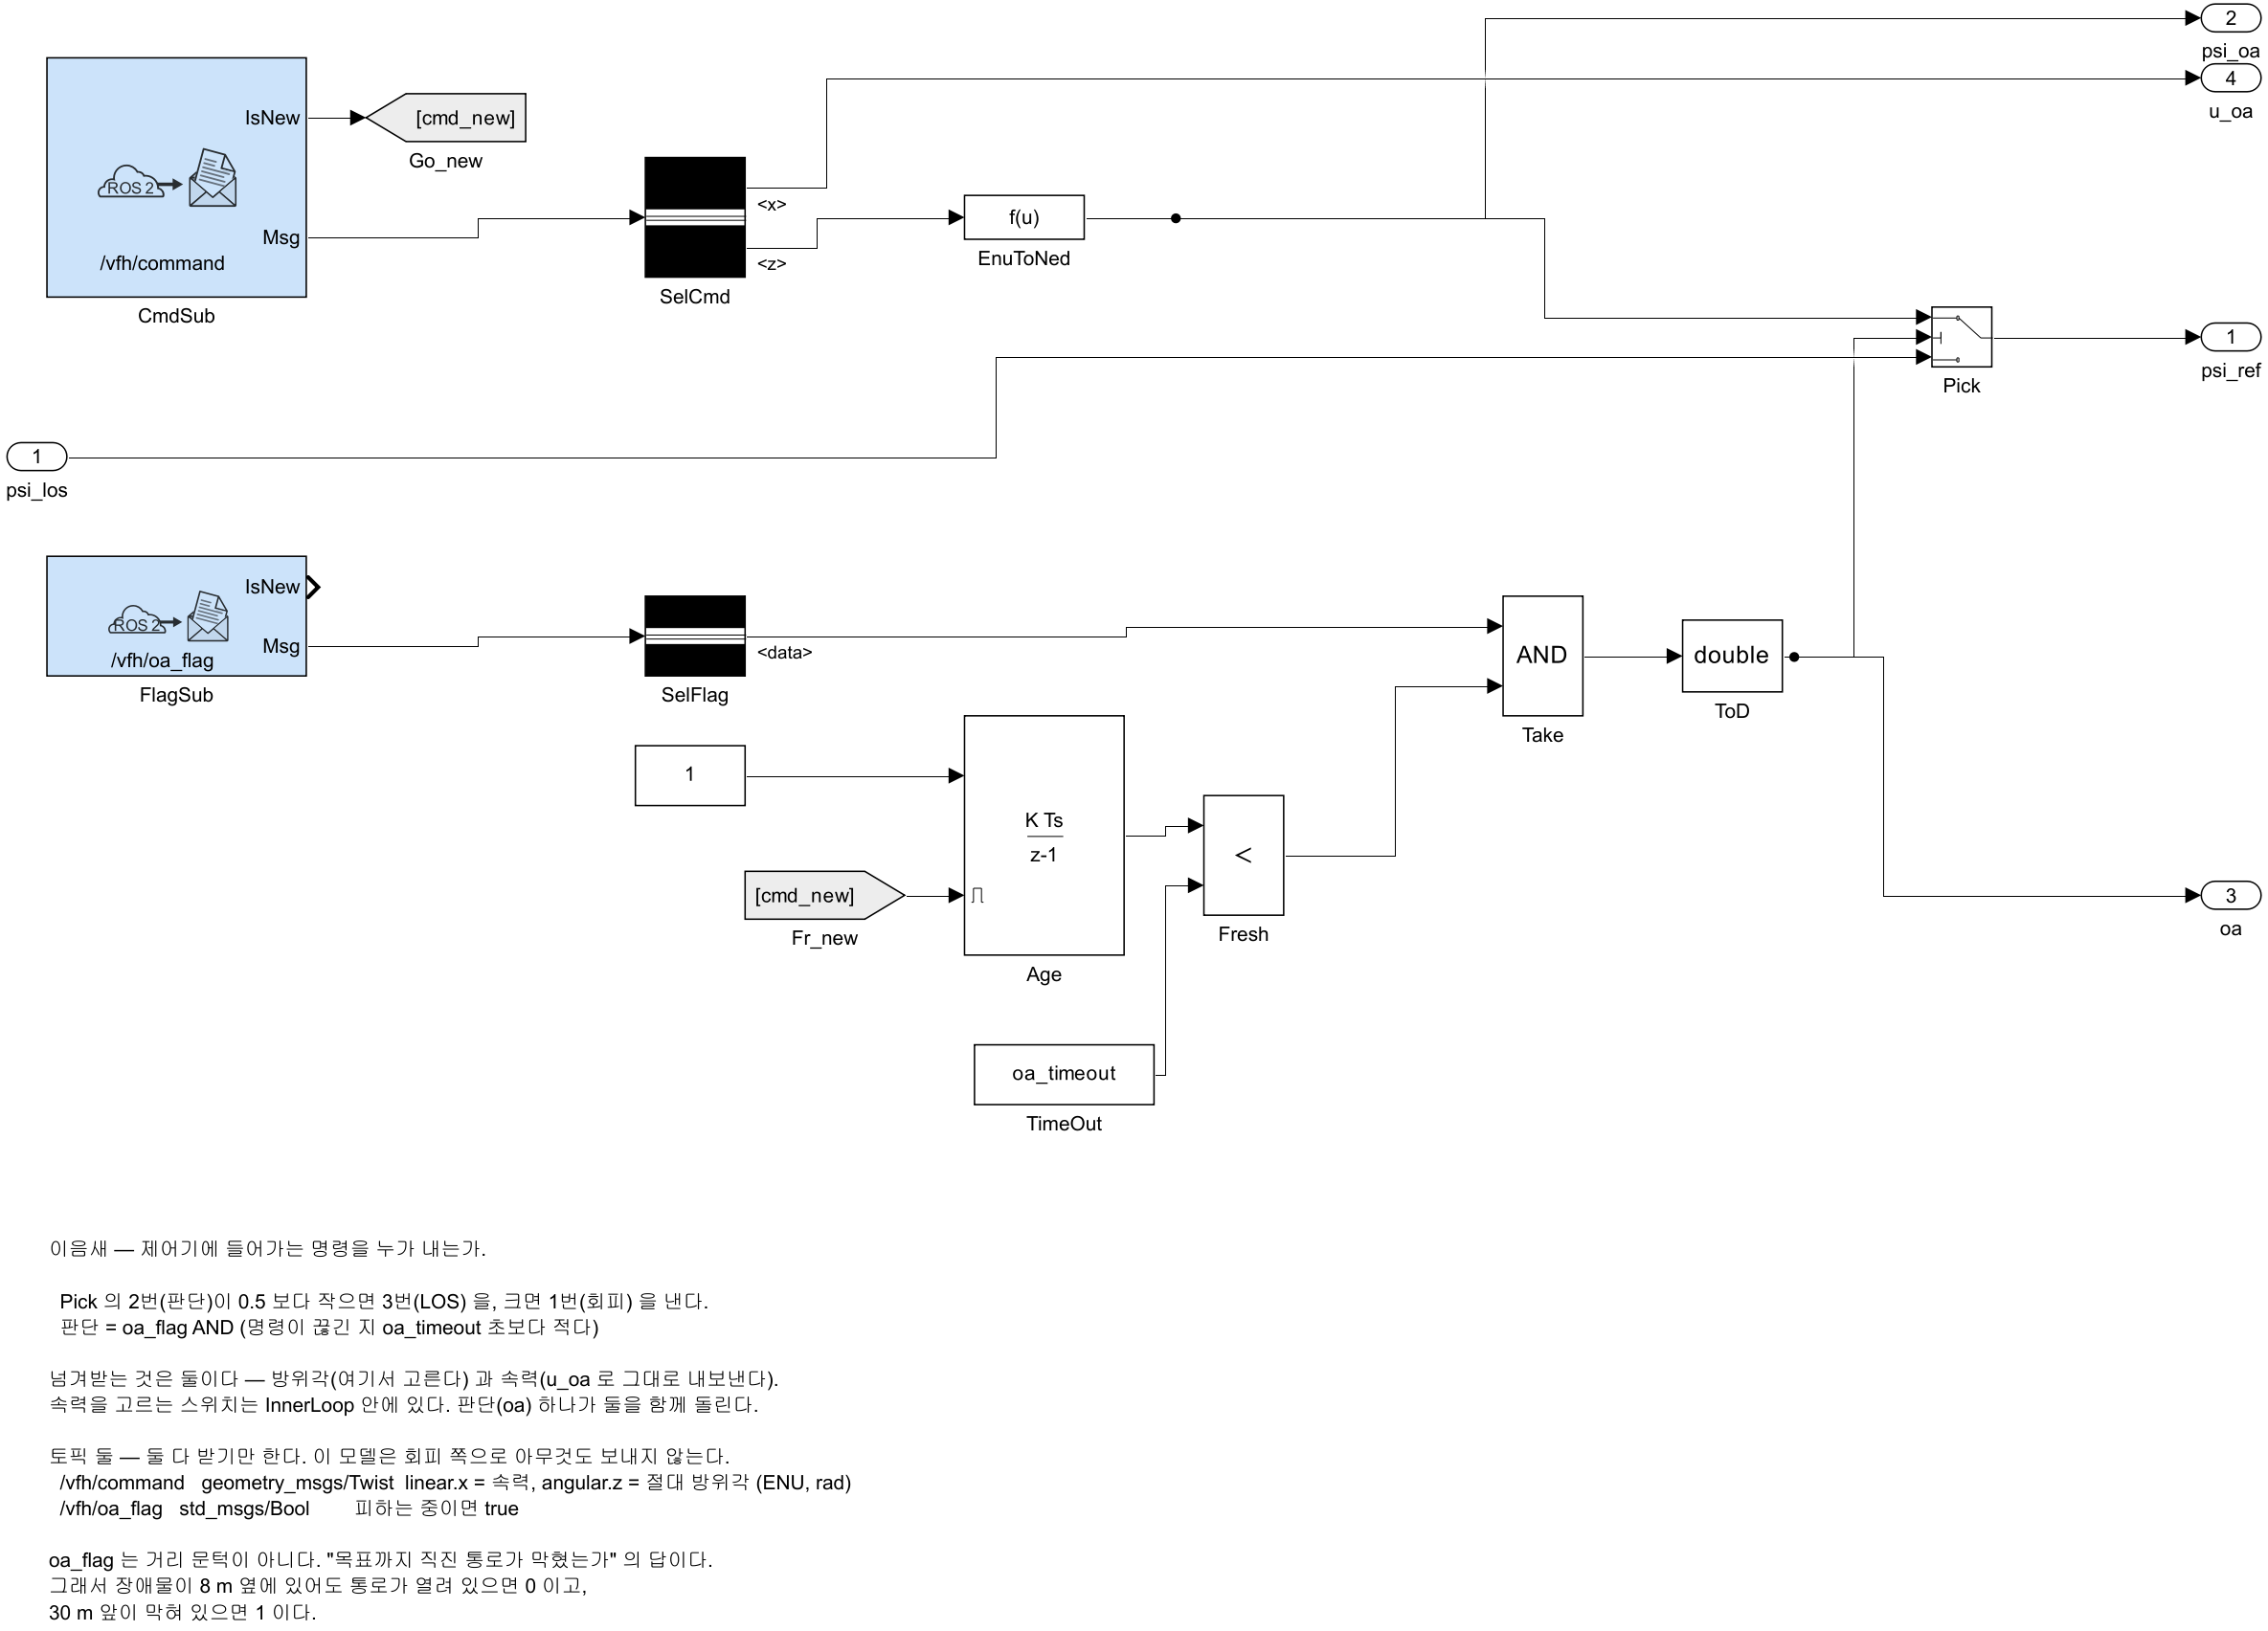 2
psi_oa
4
u_oa
IsNew
[cmd_new]
Go_new
ROS 2
Msg
/vfh/command
CmdSub
<x>
<z>
SelCmd
f(u)
EnuToNed
Pick
1
psi_ref
1
psi_los
IsNew
ROS 2
Msg
/vfh/oa_flag
FlagSub
<data>
SelFlag
AND
Take
double
ToD
1
K Ts
z-1
Age
[cmd_new]
Fr_new
<
Fresh
3
oa
oa_timeout
TimeOut
이음새 — 제어기에 들어가는 명령을 누가 내는가.
Pick 의 2번(판단)이 0.5 보다 작으면 3번(LOS) 을, 크면 1번(회피) 을 낸다.
판단 = oa_flag AND (명령이 끊긴 지 oa_timeout 초보다 적다)
넘겨받는 것은 둘이다 — 방위각(여기서 고른다) 과 속력(u_oa 로 그대로 내보낸다).
속력을 고르는 스위치는 InnerLoop 안에 있다. 판단(oa) 하나가 둘을 함께 돌린다.
토픽 둘 — 둘 다 받기만 한다. 이 모델은 회피 쪽으로 아무것도 보내지 않는다.
/vfh/command geometry_msgs/Twist linear.x = 속력, angular.z = 절대 방위각 (ENU, rad)
/vfh/oa_flag std_msgs/Bool 피하는 중이면 true
oa_flag 는 거리 문턱이 아니다. "목표까지 직진 통로가 막혔는가" 의 답이다.
그래서 장애물이 8 m 옆에 있어도 통로가 열려 있으면 0 이고,
30 m 앞이 막혀 있으면 1 이다.